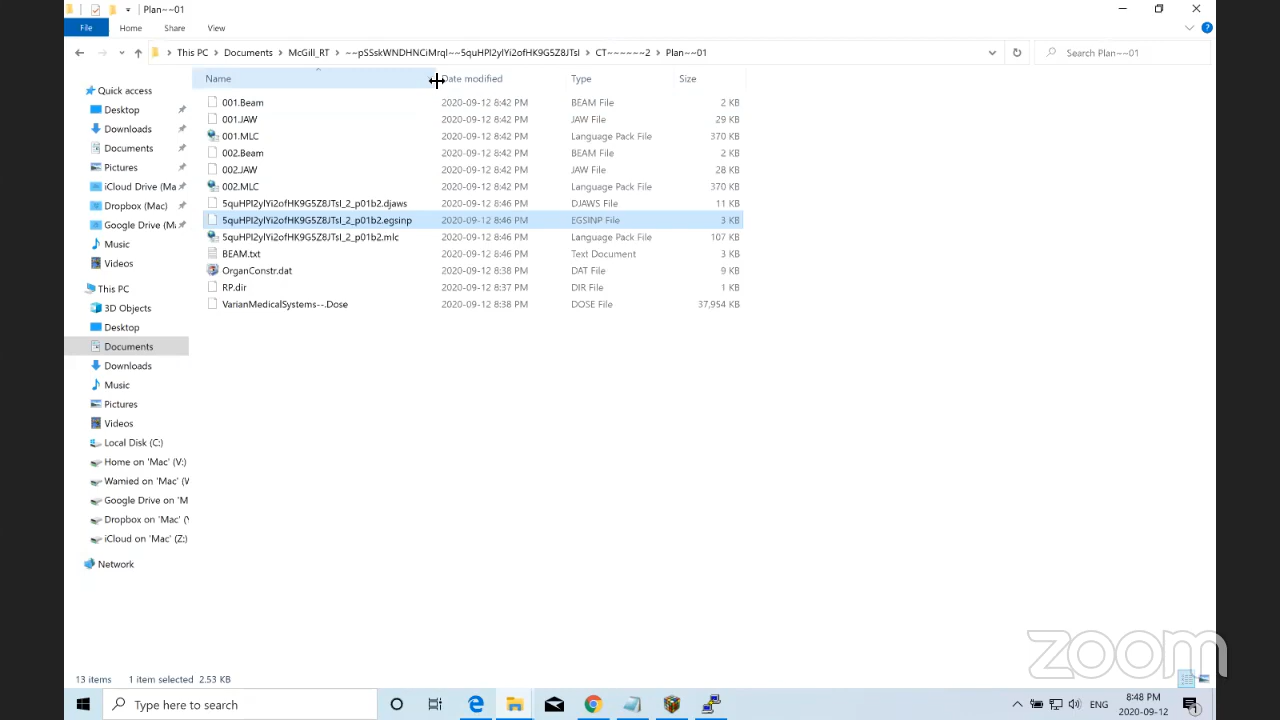 Plan~~01
File Home Share View
This PC Documents McGill_RT CT~~~~~~2 Plan~~01 Search Plan~~01
Name Date modified Type Size
001.Beam 2020-09-12 8:42 PM BEAM File 2 KB
001.JAW 2020-09-12 8:42 PM JAW File 29 KB
001.MLC 2020-09-12 8:42 PM Language Pack File 370 KB
002.Beam 2020-09-12 8:42 PM BEAM File 2 KB
002.JAW 2020-09-12 8:42 PM JAW File 28 KB
002.MLC 2020-09-12 8:42 PM Language Pack File 370 KB
2020-09-12 8:46 PM DJAWS File 11 KB
2020-09-12 8:46 PM EGSINP File 3 KB
2020-09-12 8:46 PM Language Pack File 107 KB
BEAM.txt 2020-09-12 8:46 PM Text Document 3 KB
OrganConstr.dat 2020-09-12 8:38 PM DAT File 9 KB
RP.dir 2020-09-12 8:37 PM DIR File 1 KB
VarianMedicalSystems--.Dose 2020-09-12 8:38 PM DOSE File 37,954 KB
Quick access
Desktop
Downloads
Documents
Pictures
iCloud Drive (Ma
Dropbox (Mac)
Google Drive (M
Music
Videos
This PC
3D Objects
Desktop
Documents
Downloads
Music
Pictures
Videos
Local Disk (C:)
Home on 'Mac' (V:)
Wamied on 'Mac' (W
Google Drive on 'M
Dropbox on 'Mac' (Y
iCloud on 'Mac' (Z:)
Network
zoom
13 items 1 item selected 2.53 KB
Type here to search
ENG
8:48 PM
2020-09-12